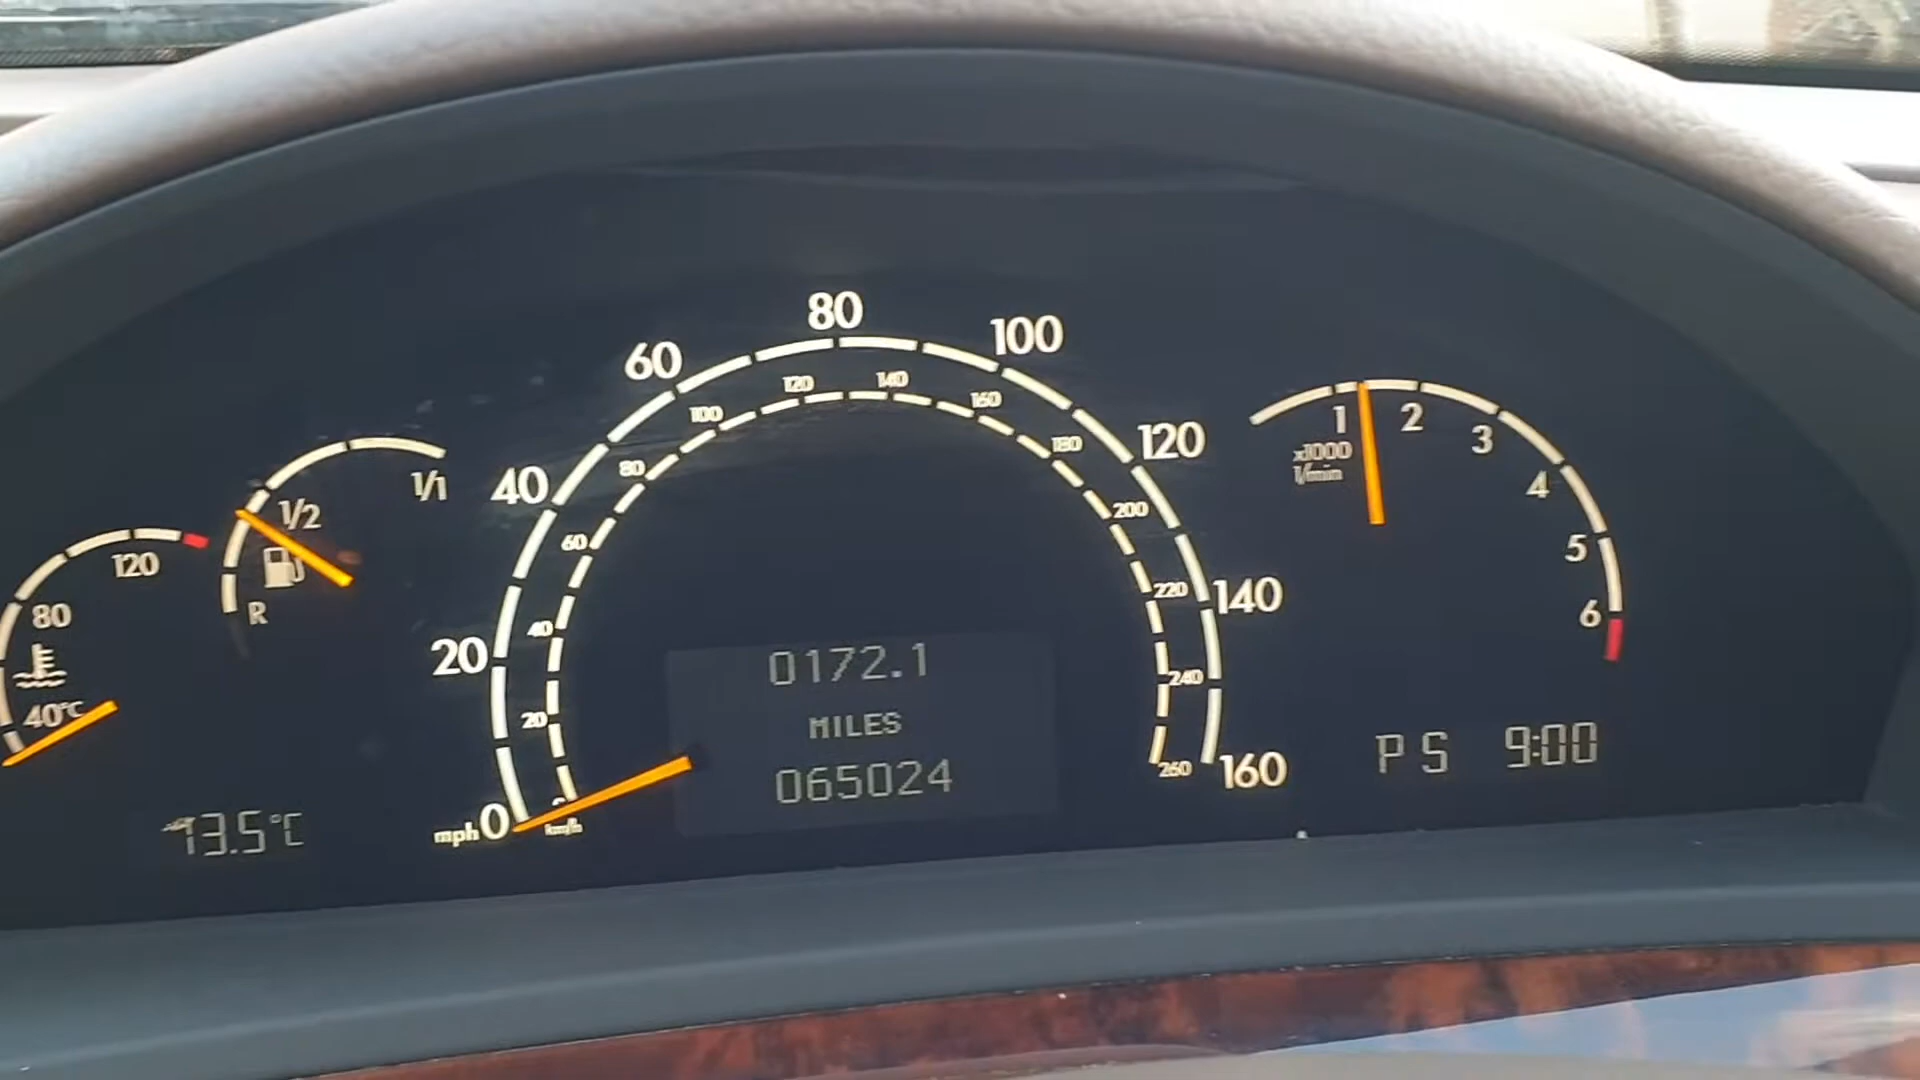 80
60 100
120 140
100 160
40 80 180 120
1/1
1/2
60 200
120
R
80
40 220 140
20 240
40°C
20
260 160
0172.1
MILES
065024
mph 0 0
km/h
13.5°C
1 2 3 4 5 6
x1000
1/min
P S 9:00